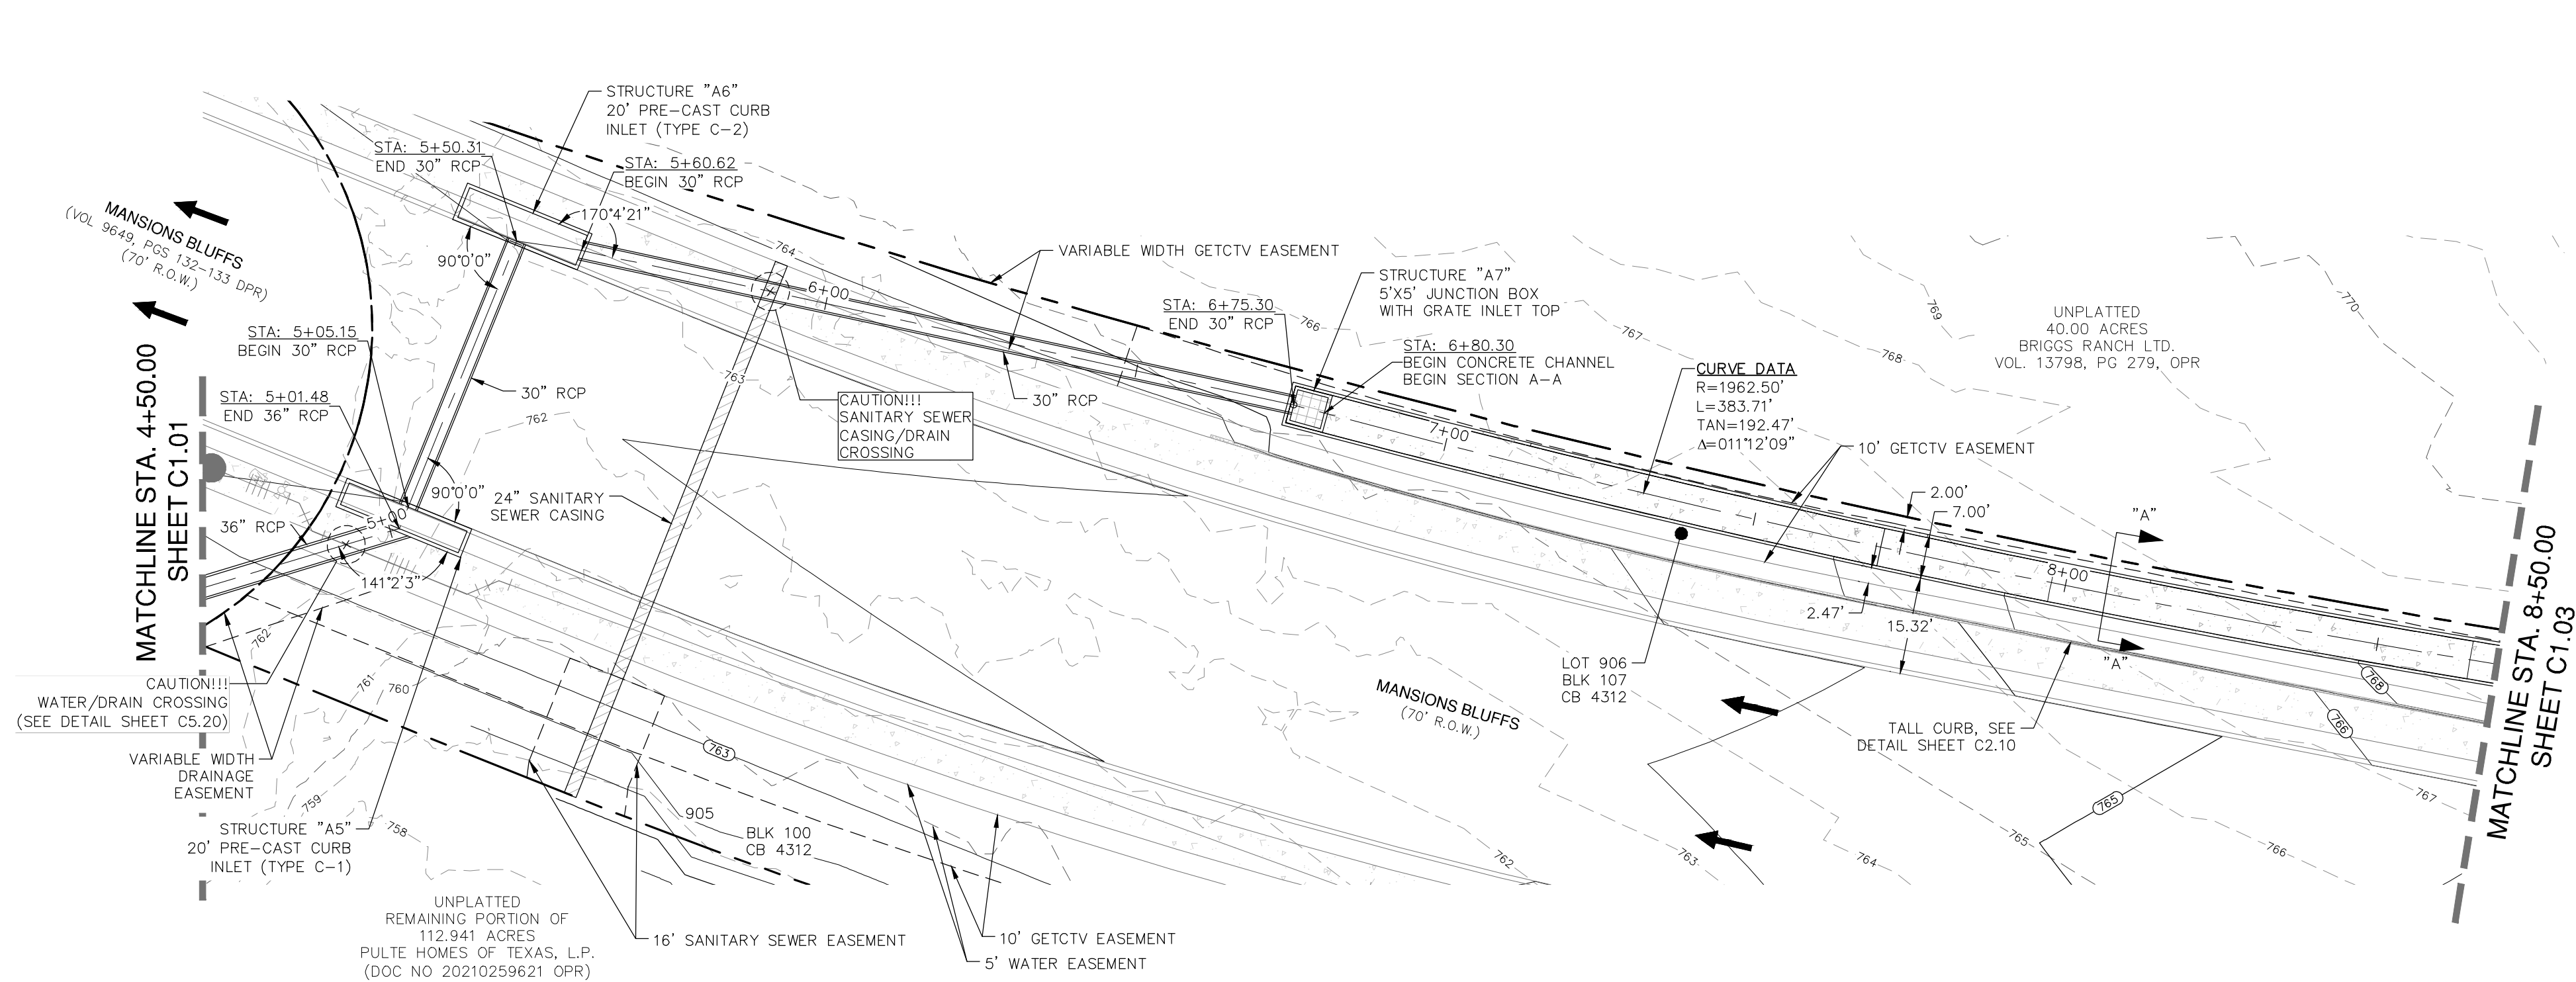 STRUCTURE "A6"
20' PRE-CAST CURB
INLET (TYPE C-2)
STA: 5+50.31
END 30" RCP
STA: 5+60.62
BEGIN 30" RCP
170°4'21"
90°0'0"
MANSIONS BLUFFS
(VOL 9649, PGS 132-133 DPR)
(70' R.O.W.)
764
6+00
VARIABLE WIDTH GETCTV EASEMENT
STRUCTURE "A7"
5'X5' JUNCTION BOX
WITH GRATE INLET TOP
STA: 6+75.30
END 30" RCP
766
767
768
769
770
UNPLATTED
40.00 ACRES
BRIGGS RANCH LTD.
VOL. 13798, PG 279, OPR
STA: 6+80.30
BEGIN CONCRETE CHANNEL
BEGIN SECTION A-A
CURVE DATA
R=1962.50'
L=383.71'
TAN=192.47'
Δ=011°12'09"
STA: 5+05.15
BEGIN 30" RCP
STA: 5+01.48
END 36" RCP
30" RCP
763
762
CAUTION!!!
SANITARY SEWER
CASING/DRAIN
CROSSING
30" RCP
7+00
10' GETCTV EASEMENT
MATCHLINE STA. 4+50.00
SHEET C1.01
90°0'0"
24" SANITARY
SEWER CASING
36" RCP
5+00
141°2'3"
2.00'
7.00'
"A"
8+00
2.47'
15.32'
"A"
MATCHLINE STA. 8+50.00
SHEET C1.03
762
761
760
759
758
CAUTION!!!
WATER/DRAIN CROSSING
(SEE DETAIL SHEET C5.20)
VARIABLE WIDTH
DRAINAGE
EASEMENT
STRUCTURE "A5"
20' PRE-CAST CURB
INLET (TYPE C-1)
763
905
BLK 100
CB 4312
LOT 906
BLK 107
CB 4312
MANSIONS BLUFFS
(70' R.O.W.)
TALL CURB, SEE
DETAIL SHEET C2.10
768
766
767
765
762
763
764
765
766
UNPLATTED
REMAINING PORTION OF
112.941 ACRES
PULTE HOMES OF TEXAS, L.P.
(DOC NO 20210259621 OPR)
16' SANITARY SEWER EASEMENT
10' GETCTV EASEMENT
5' WATER EASEMENT